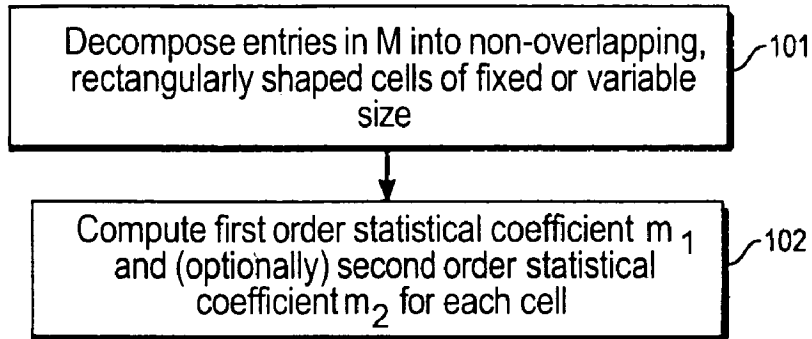 Decompose entries in M into non-overlapping,
rectangularly shaped cells of fixed or variable
size
101
Compute first order statistical coefficient m 1
and (optionally) second order statistical
coefficient m2 for each cell
102